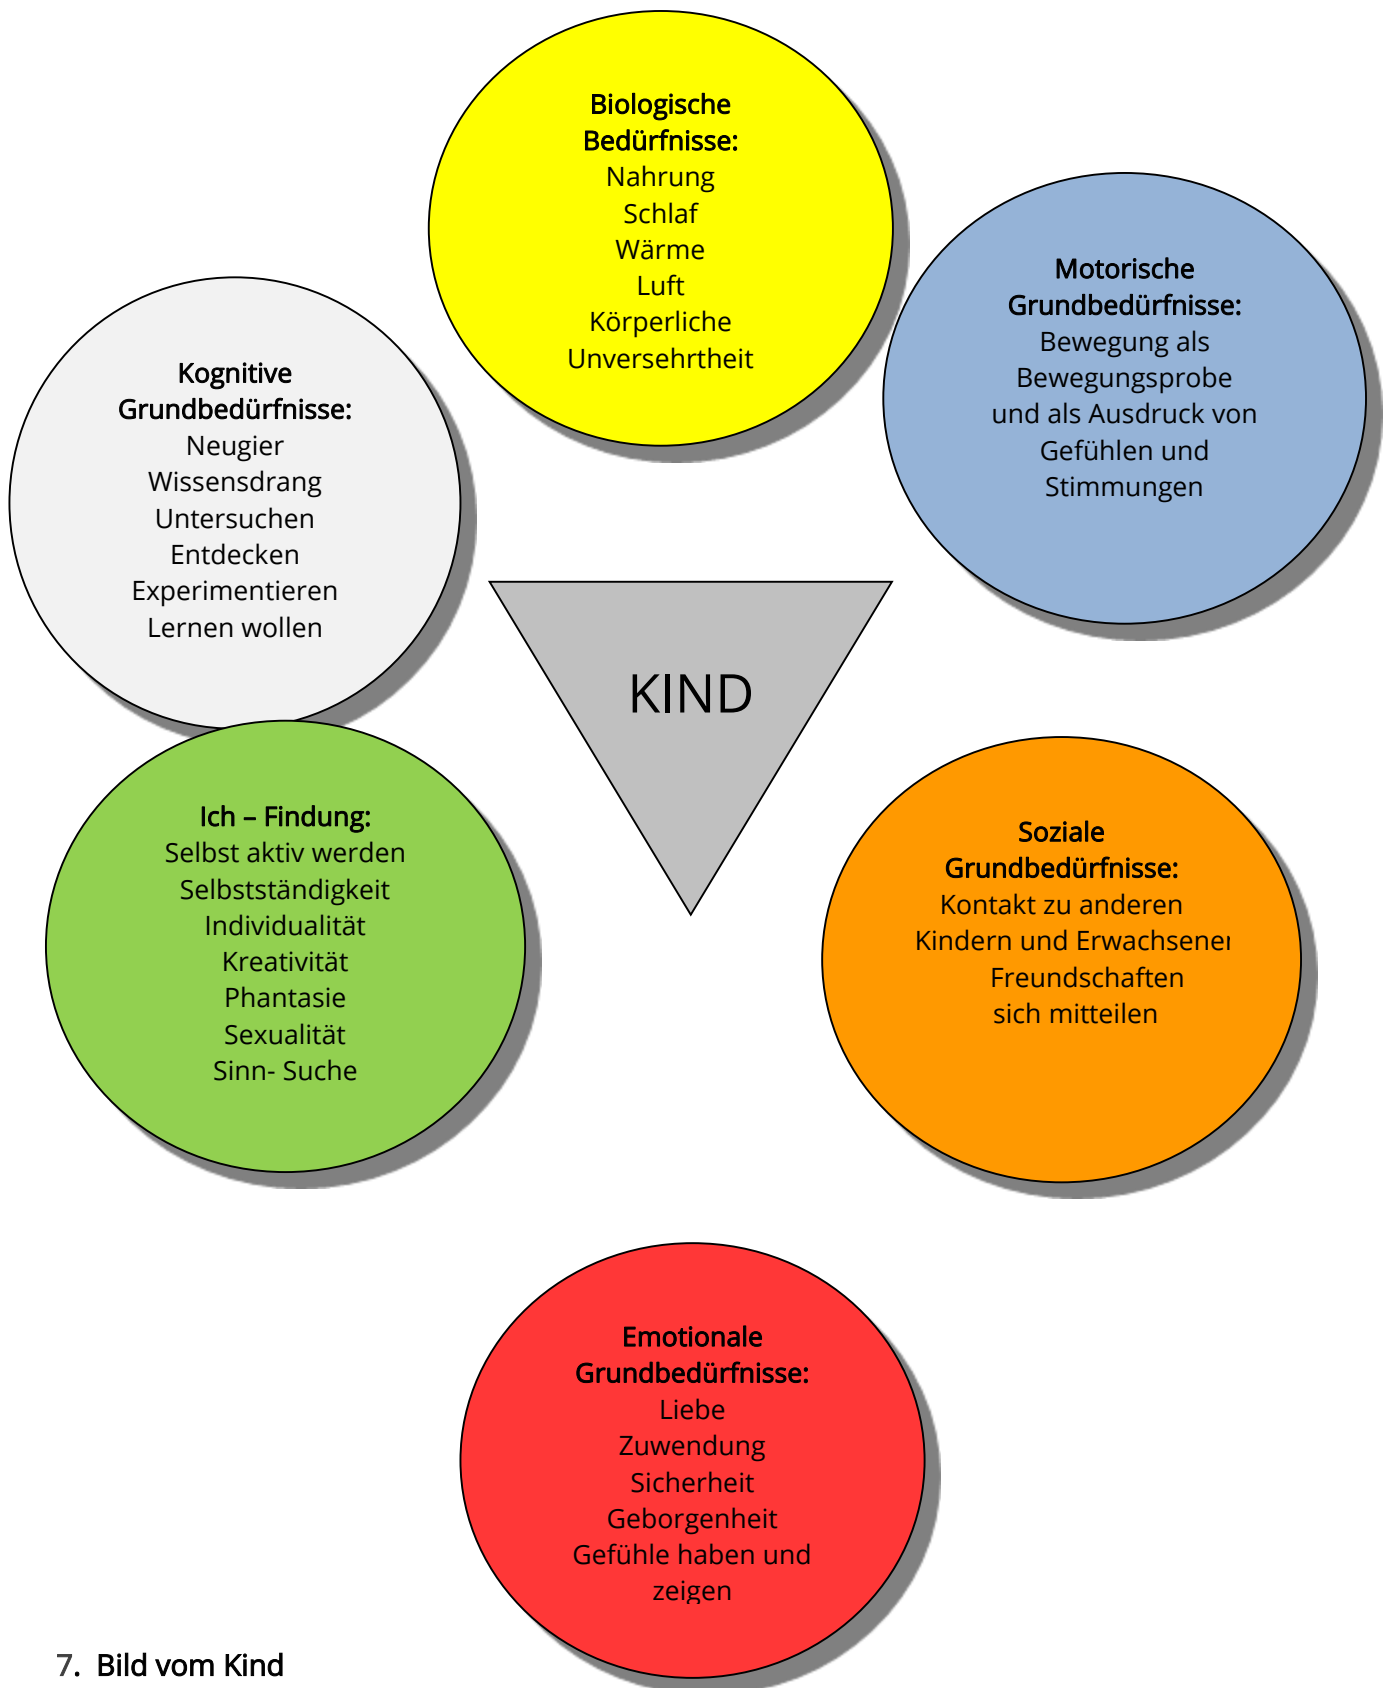 Biologische
Bedürfnisse:
Nahrung
Schlaf
Wärme
Luft
Körperliche
Unversehrtheit
Motorische
Grundbedürfnisse:
Bewegung als
Bewegungsprobe
und als Ausdruck von
Gefühlen und
Stimmungen
Kognitive
Grundbedürfnisse:
Neugier
Wissensdrang
Untersuchen
Entdecken
Experimentieren
Lernen wollen
KIND
Ich – Findung:
Selbst aktiv werden
Selbstständigkeit
Individualität
Kreativität
Phantasie
Sexualität
Sinn- Suche
Soziale
Grundbedürfnisse:
Kontakt zu anderen
Kindern und Erwachsenen
Freundschaften
sich mitteilen
Emotionale
Grundbedürfnisse:
Liebe
Zuwendung
Sicherheit
Geborgenheit
Gefühle haben und
zeigen
7. Bild vom Kind